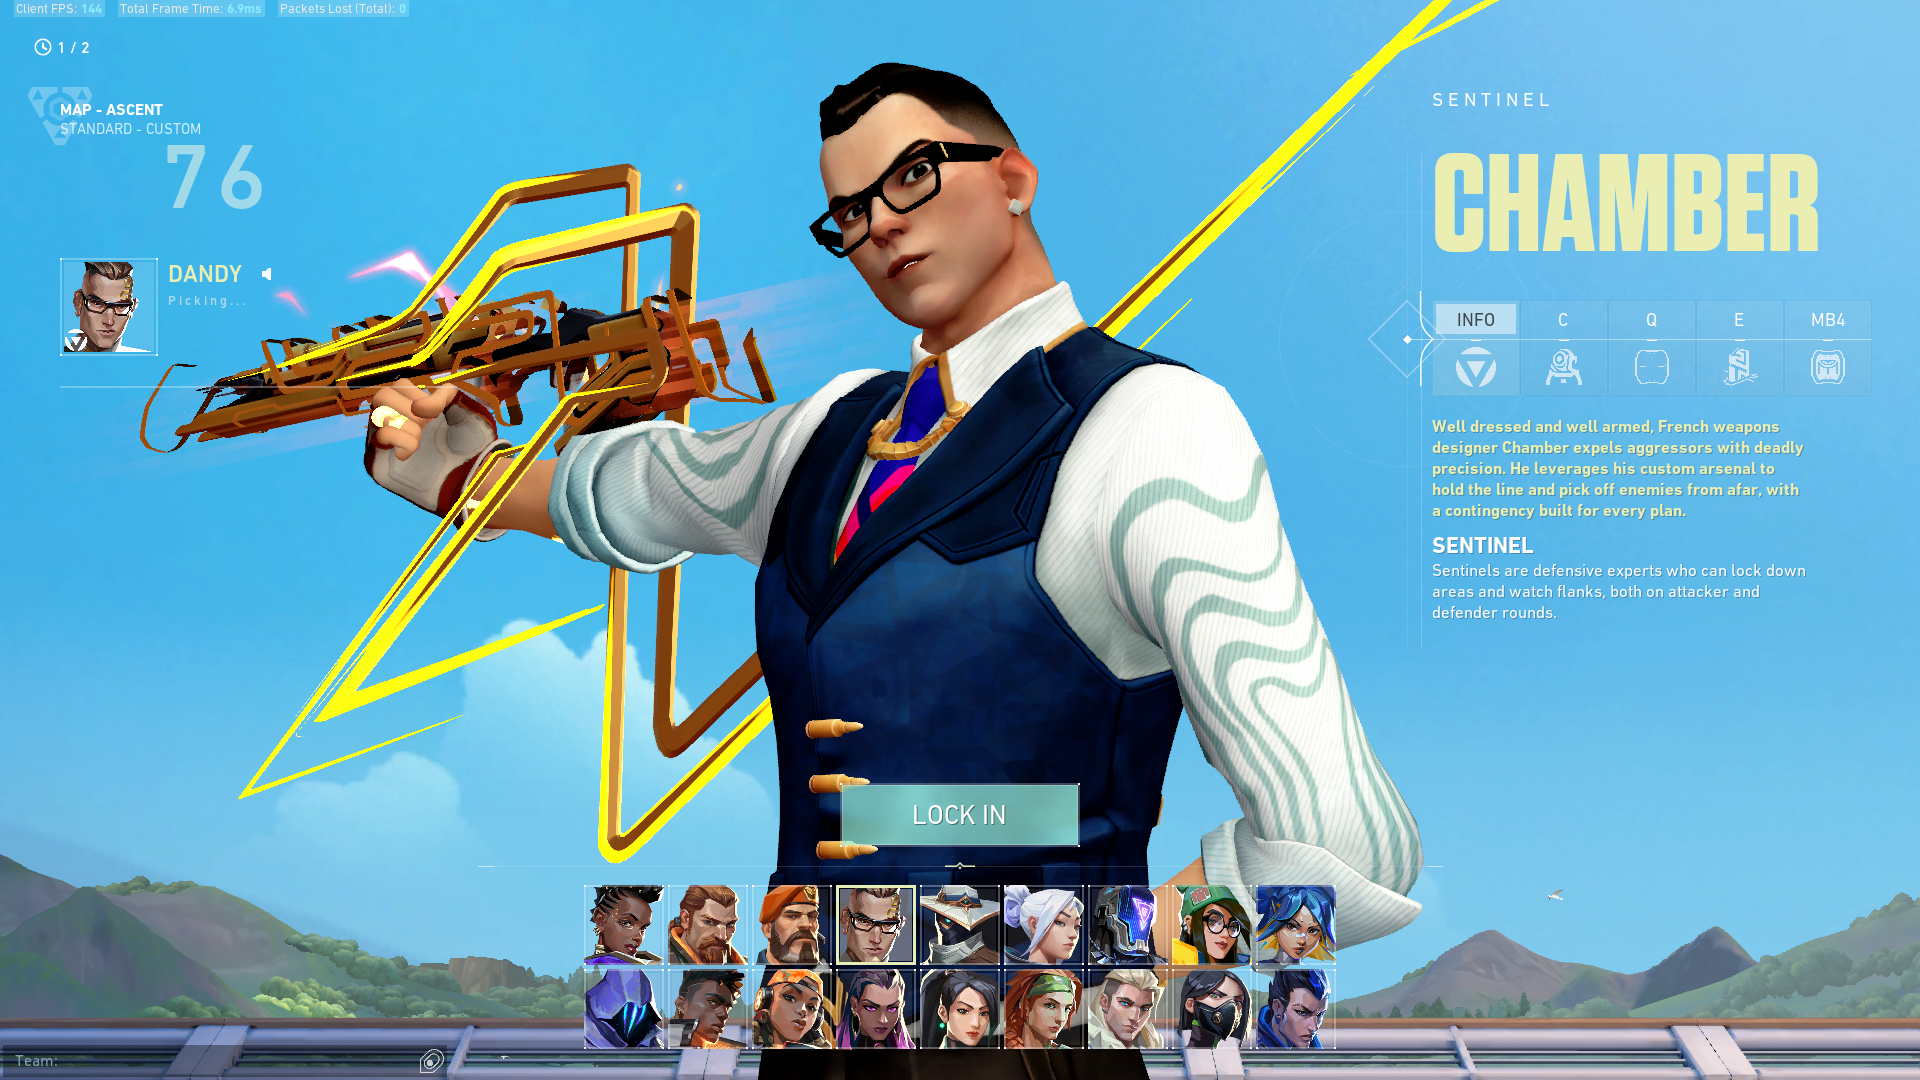 Client FPS: 144 Total Frame Time: 6.9ms Packets Lost (Total): 0
1 / 2
MAP - ASCENT
STANDARD - CUSTOM
76
DANDY
Picking...
SENTINEL
CHAMBER
INFO C Q E MB4
Well dressed and well armed, French weapons
designer Chamber expels aggressors with deadly
precision. He leverages his custom arsenal to
hold the line and pick off enemies from afar, with
a contingency built for every plan.
SENTINEL
Sentinels are defensive experts who can lock down
areas and watch flanks, both on attacker and
defender rounds.
LOCK IN
Team: